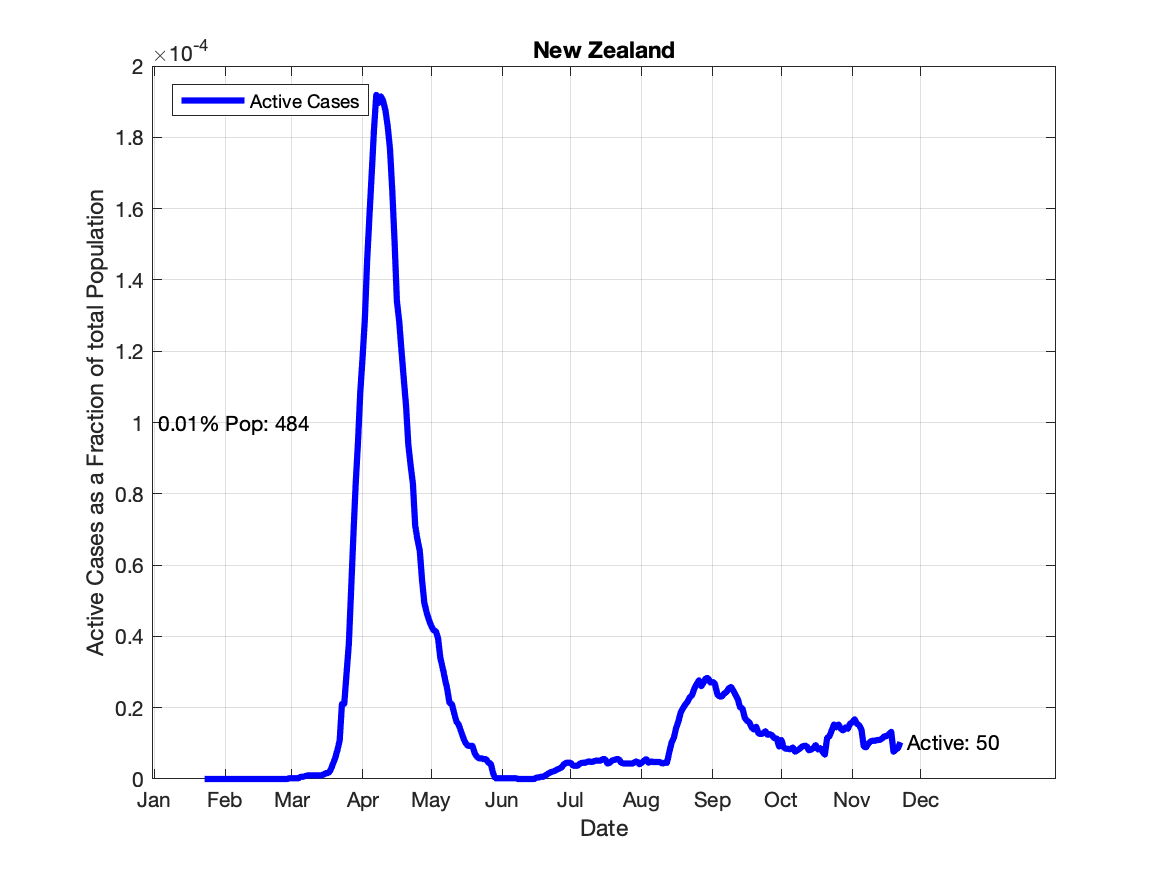 New Zealand
×10⁻⁴
Active Cases
2
1.8
1.6
1.4
1.2
1
0.8
0.6
0.4
0.2
0
Active Cases as a Fraction of total Population
0.01% Pop: 484
Active: 50
Jan Feb Mar Apr May Jun Jul Aug Sep Oct Nov Dec
Date